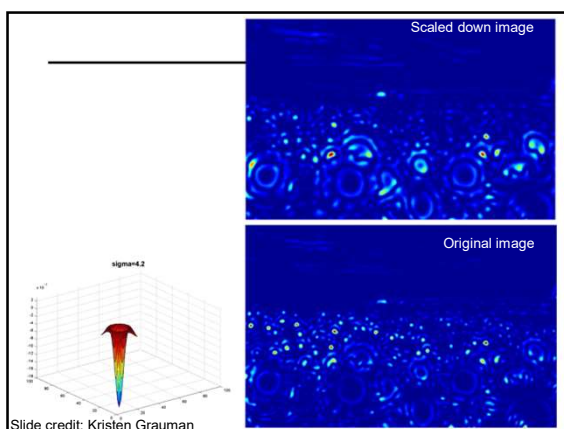 Scaled down image
Original image
sigma=4.2
Slide credit: Kristen Grauman